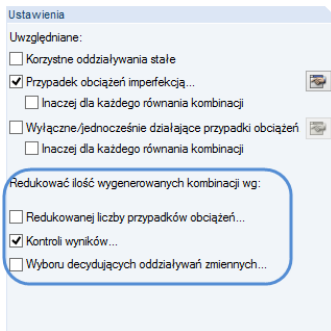 Ustawienia
Uwzględniane:
Korzystne oddziaływania stałe
Przypadek obciążeń imperfekcją...
Inaczej dla każdego równania kombinacji
Wyłączne/jednocześnie działające przypadki obciążeń
Inaczej dla każdego równania kombinacji
Redukować ilość wygenerowanych kombinacji wg:
Redukowanej liczby przypadków obciążeń...
Kontroli wyników...
Wyboru decydujących oddziaływań zmiennych...